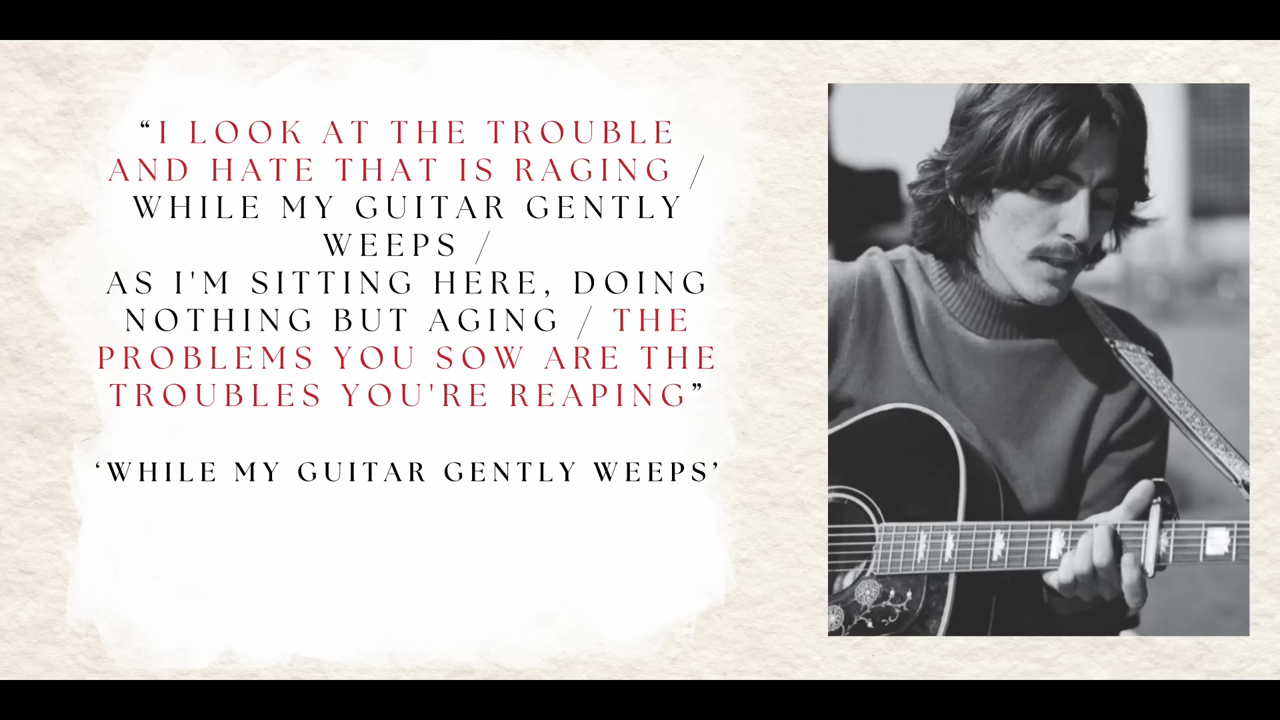 “I LOOK AT THE TROUBLE
AND HATE THAT IS RAGING /
WHILE MY GUITAR GENTLY
WEEPS /
AS I'M SITTING HERE, DOING
NOTHING BUT AGING / THE
PROBLEMS YOU SOW ARE THE
TROUBLES YOU'RE REAPING”
‘WHILE MY GUITAR GENTLY WEEPS’